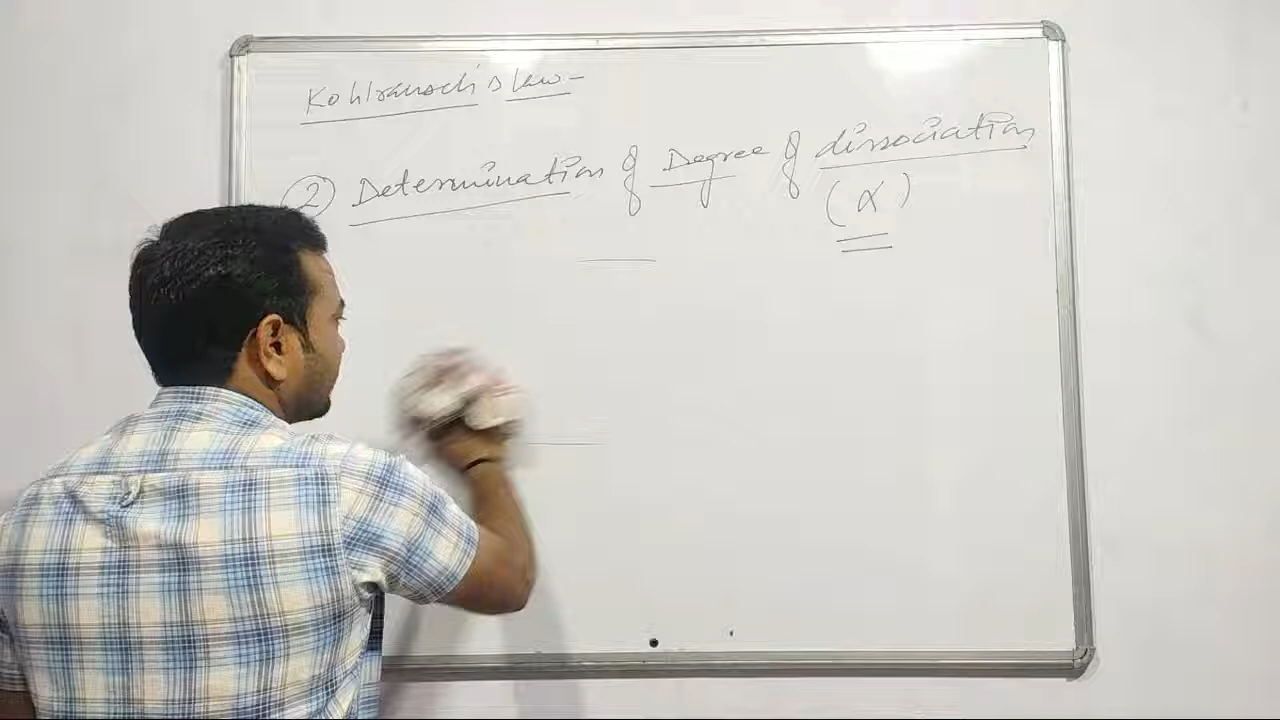 Kohlrausch's law -
② Determination of Degree of dissociation
(α)